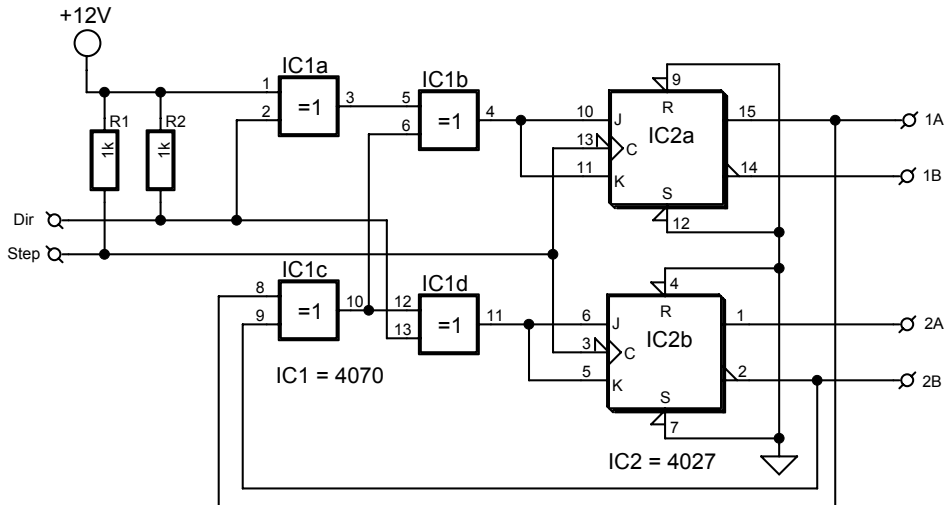 +12V
IC1a
IC1b
1
=1
3
2
5
=1
4
6
R1
1k
R2
1k
10
J
13
C
11
K
9
R
IC2a
S
12
15
1A
14
1B
Dir
Step
IC1c
8
=1
10
9
IC1d
12
=1
11
13
6
J
3
C
5
K
4
R
IC2b
S
7
1
2A
2
2B
IC1 = 4070
IC2 = 4027